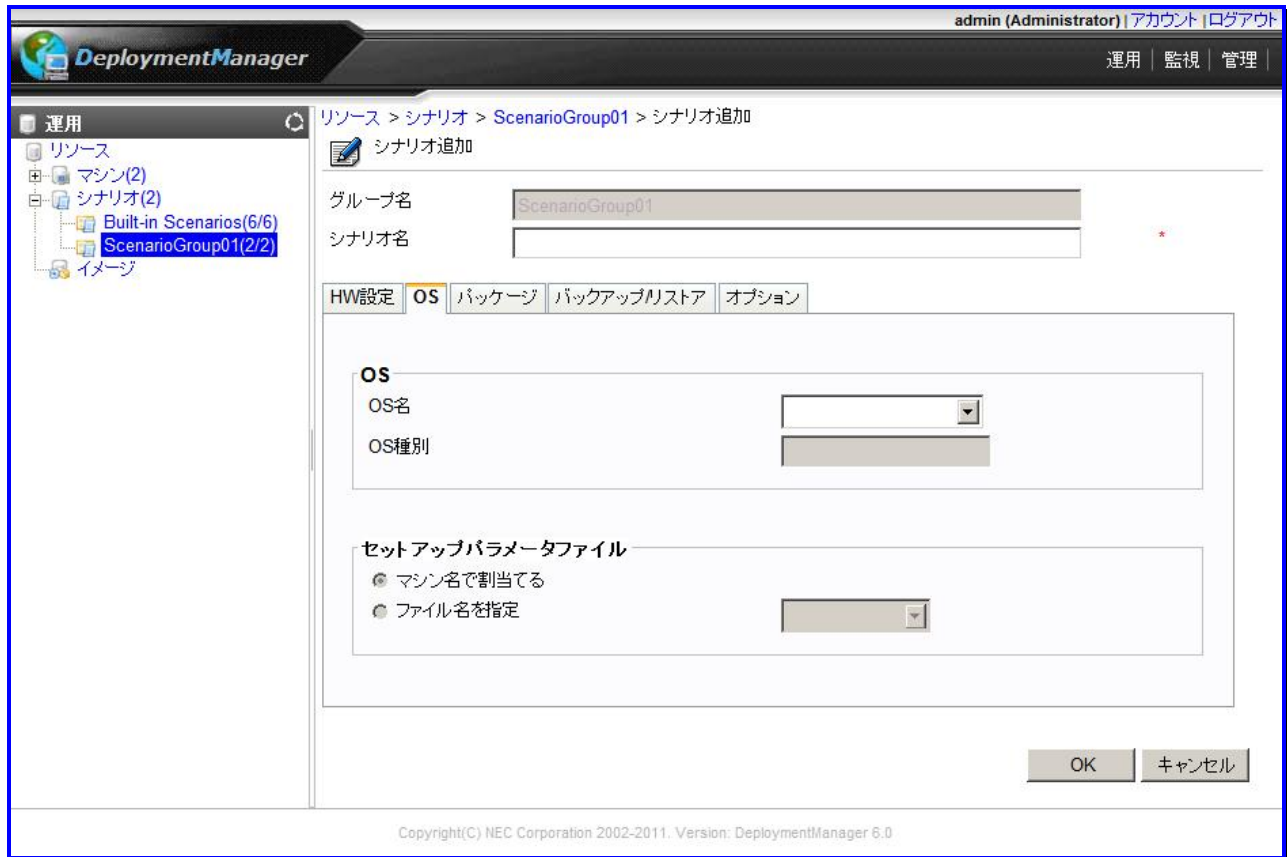 admin (Administrator) | アカウント | ログアウト
DeploymentManager
運用 | 監視 | 管理 |
運用
リソース
マシン(2)
シナリオ(2)
Built-in Scenarios(6/6)
ScenarioGroup01(2/2)
イメージ
リソース > シナリオ > ScenarioGroup01 > シナリオ追加
シナリオ追加
グループ名 ScenarioGroup01
シナリオ名 *
HW設定 OS パッケージ バックアップ/リストア オプション
OS
OS名
OS種別
セットアップパラメータファイル
マシン名で割当てる
ファイル名を指定
OK キャンセル
Copyright(C) NEC Corporation 2002-2011. Version: DeploymentManager 6.0